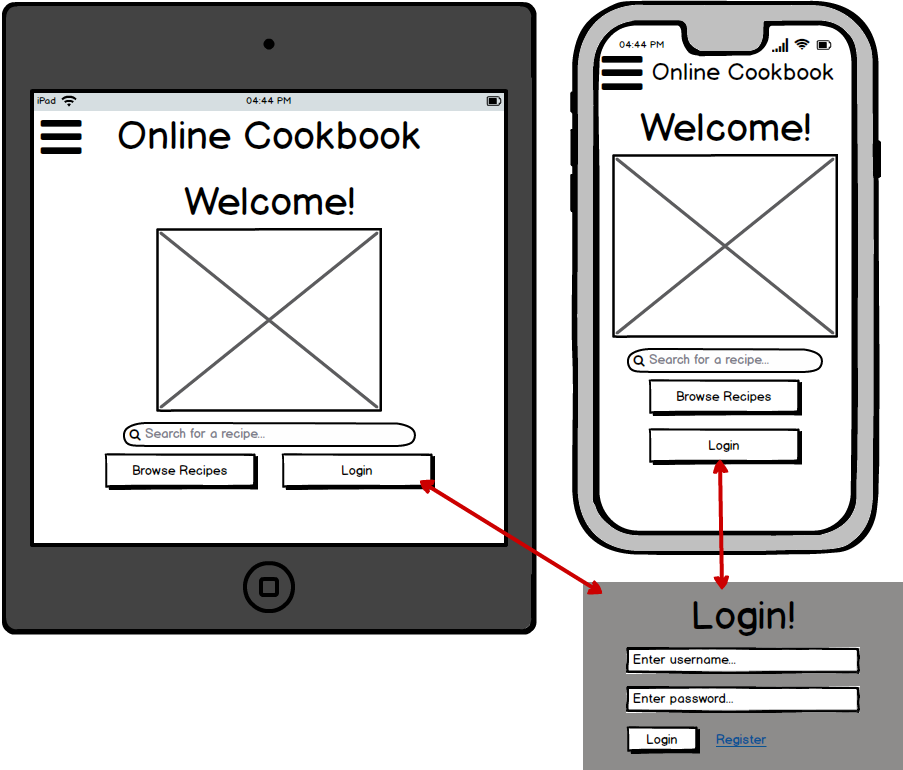 iPad 04:44 PM
Online Cookbook
Welcome!
Search for a recipe...
Browse Recipes Login
04:44 PM
Online Cookbook
Welcome!
Search for a recipe...
Browse Recipes
Login
Login!
Enter username...
Enter password...
Login Register